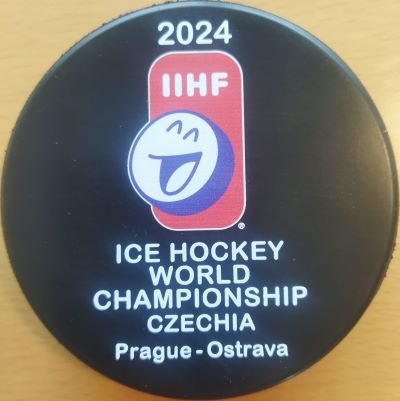 2024
IIHF
®
ICE HOCKEY
WORLD
CHAMPIONSHIP
CZECHIA
Prague - Ostrava